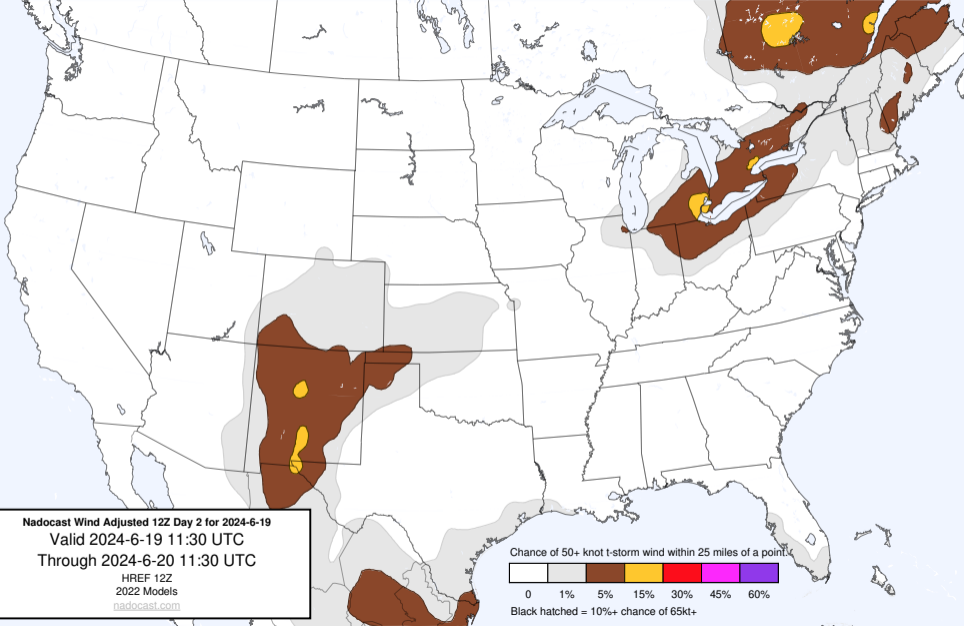 Nadocast Wind Adjusted 12Z Day 2 for 2024-6-19
Valid 2024-6-19 11:30 UTC
Through 2024-6-20 11:30 UTC
HREF 12Z
2022 Models
nadocast.com
Chance of 50+ knot t-storm wind within 25 miles of a point.
0 1% 5% 15% 30% 45% 60%
Black hatched = 10%+ chance of 65kt+